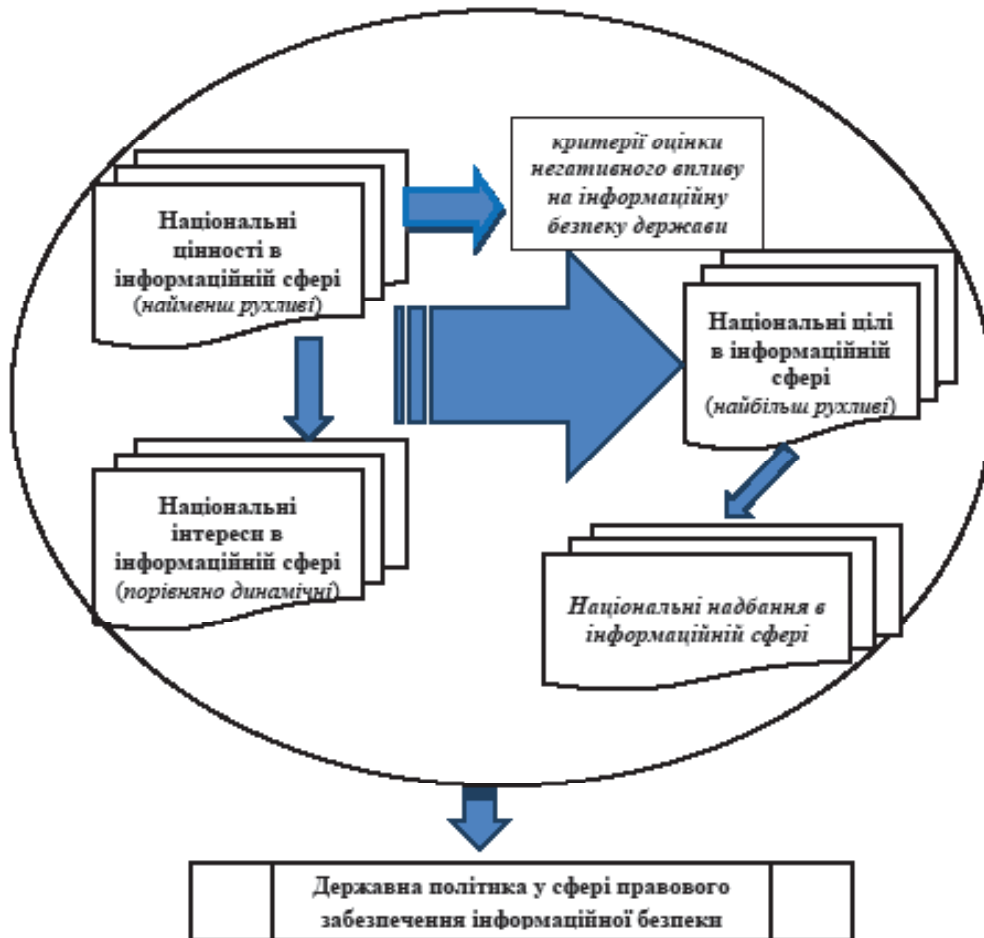 критерії оцінки
негативного впливу
на інформаційну
безпеку держави
Національні
цінності в
інформаційній сфері
(найменш рухливі)
Національні цілі
в інформаційній
сфері
(найбільш рухливі)
Національні
інтереси в
інформаційній сфері
(порівняно динамічні)
Національні надбання в
інформаційній сфері
Державна політика у сфері правового
забезпечення інформаційної безпеки